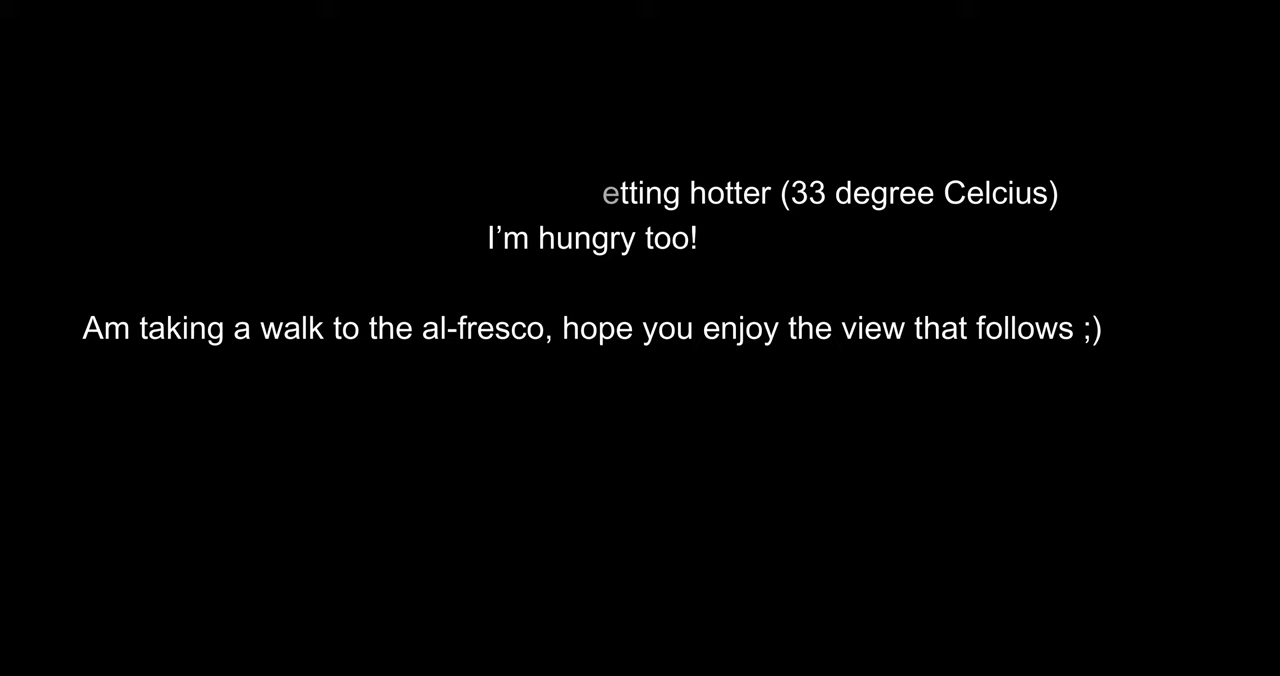 etting hotter (33 degree Celcius)
I’m hungry too!
Am taking a walk to the al-fresco, hope you enjoy the view that follows ;)